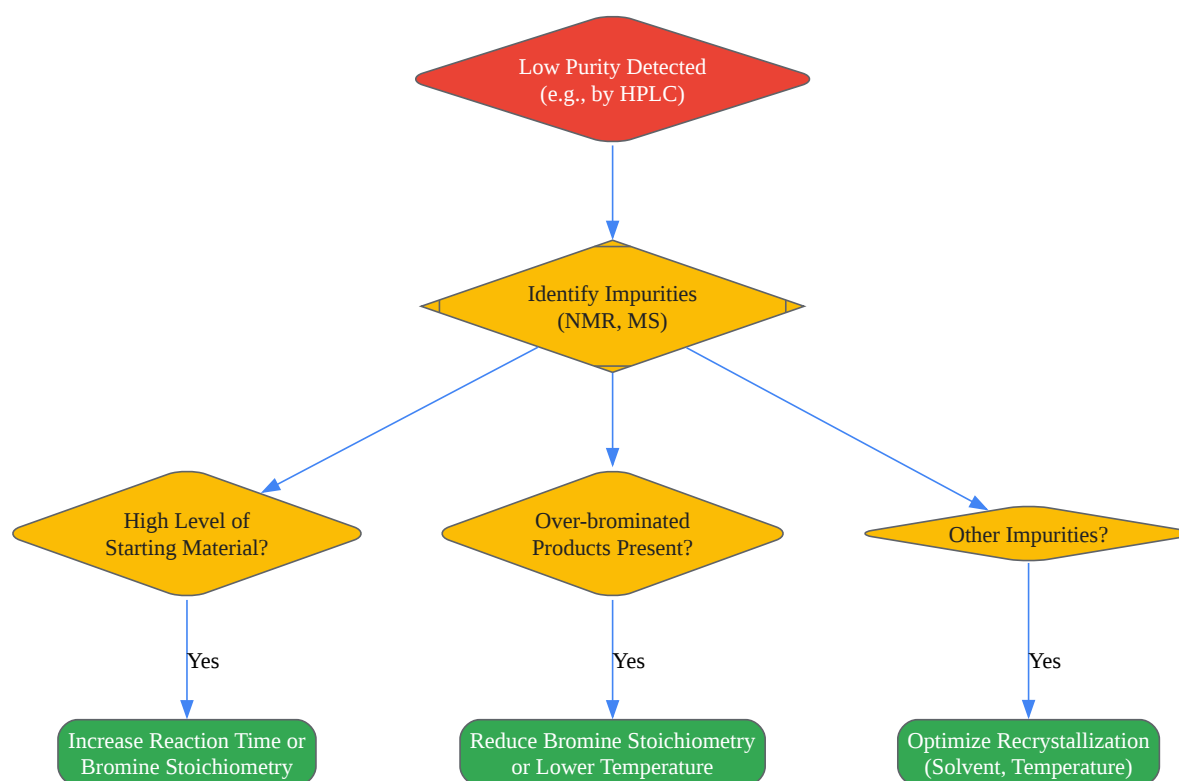 Low Purity Detected
(e.g., by HPLC)
Identify Impurities
(NMR, MS)
High Level of
Starting Material?
Over-brominated
Products Present?
Other Impurities?
Yes
Yes
Yes
Increase Reaction Time or
Bromine Stoichiometry
Reduce Bromine Stoichiometry
or Lower Temperature
Optimize Recrystallization
(Solvent, Temperature)